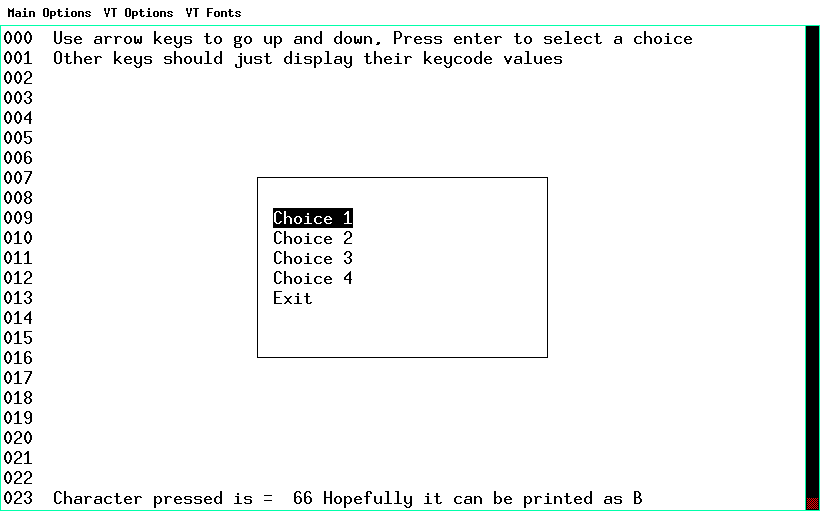 Main Options VT Options VT Fonts
000 Use arrow keys to go up and down, Press enter to select a choice
001 Other keys should just display their keycode values
002
003
004
005
006
007
008
009 Choice 1
010 Choice 2
011 Choice 3
012 Choice 4
013 Exit
014
015
016
017
018
019
020
021
022
023 Character pressed is = 66 Hopefully it can be printed as B